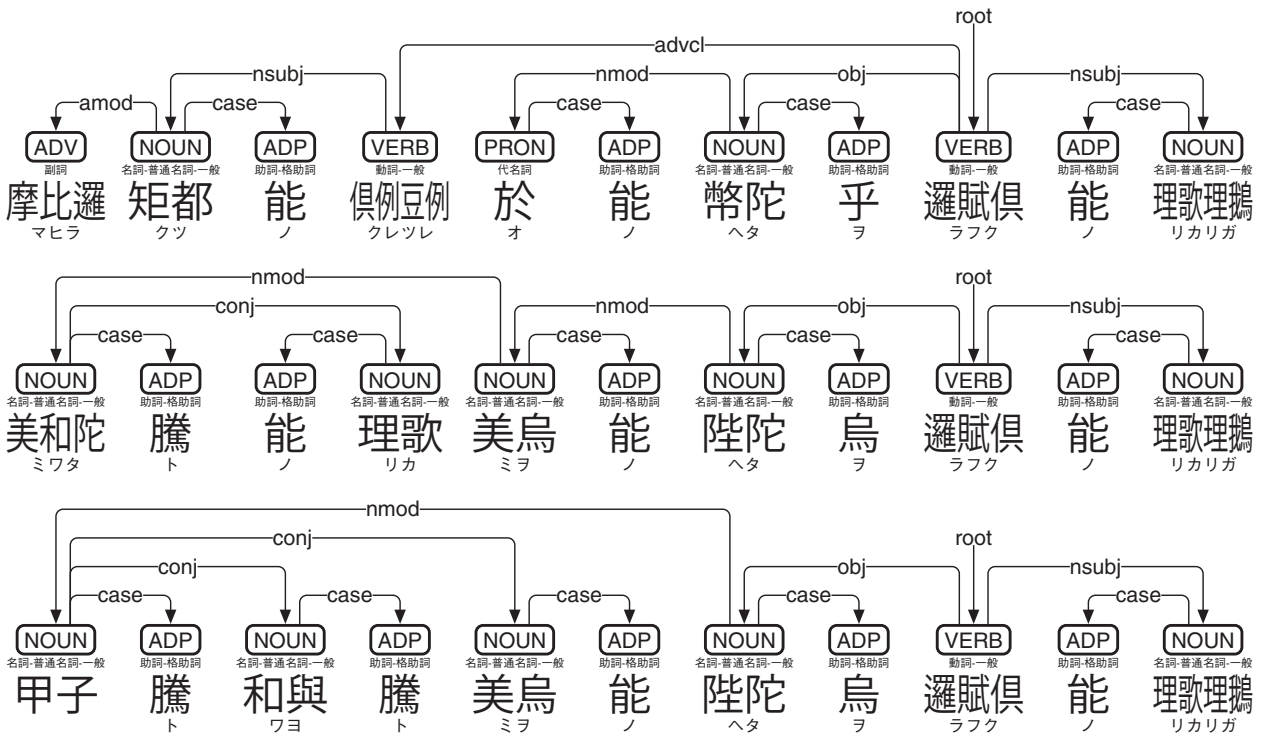 root
advcl
nsubj nmod obj nsubj
amod case case case case
ADV NOUN ADP VERB PRON ADP NOUN ADP VERB ADP NOUN
副詞 名詞-普通名詞-一般 助詞-格助詞 動詞-一般 代名詞 助詞-格助詞 名詞-普通名詞-一般 助詞-格助詞 動詞-一般 助詞-格助詞 名詞-普通名詞-一般
摩比邏 矩都 能 倶例豆例 於 能 幣陀 乎 邏賦倶 能 理歌理鵝
マヒラ クツ ノ クレツレ オ ノ ヘタ ヲ ラフク ノ リカリガ
nmod root
conj nmod obj nsubj
case case case case case
NOUN ADP ADP NOUN NOUN ADP NOUN ADP VERB ADP NOUN
名詞-普通名詞-一般 助詞-格助詞 助詞-格助詞 名詞-普通名詞-一般 名詞-普通名詞-一般 助詞-格助詞 名詞-普通名詞-一般 助詞-格助詞 動詞-一般 助詞-格助詞 名詞-普通名詞-一般
美和陀 騰 能 理歌 美烏 能 陛陀 烏 邏賦倶 能 理歌理鵝
ミワタ ト ノ リカ ミヲ ノ ヘタ ヲ ラフク ノ リカリガ
nmod
conj root
conj obj nsubj
case case case case case
NOUN ADP NOUN ADP NOUN ADP NOUN ADP VERB ADP NOUN
名詞-普通名詞-一般 助詞-格助詞 名詞-普通名詞-一般 助詞-格助詞 名詞-普通名詞-一般 助詞-格助詞 名詞-普通名詞-一般 助詞-格助詞 動詞-一般 助詞-格助詞 名詞-普通名詞-一般
甲子 騰 和與 騰 美烏 能 陛陀 烏 邏賦倶 能 理歌理鵝
ト ワヨ ト ミヲ ノ ヘタ ヲ ラフク ノ リカリガ